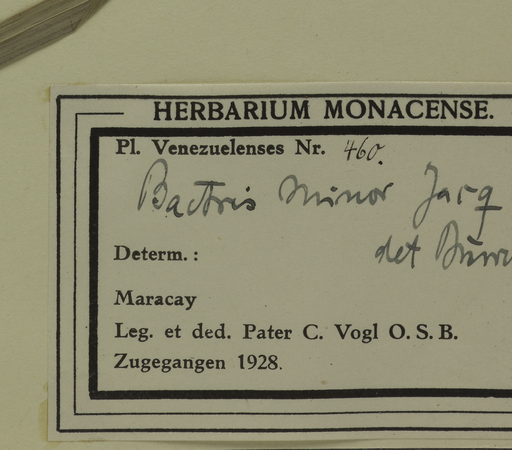 HERBARIUM MONACENSE.
Pl. Venezuelenses Nr. 460.
Bactris minor Jacq
Determ. : det
Maracay
Leg. et ded. Pater C. Vogl O. S. B.
Zugegangen 1928.